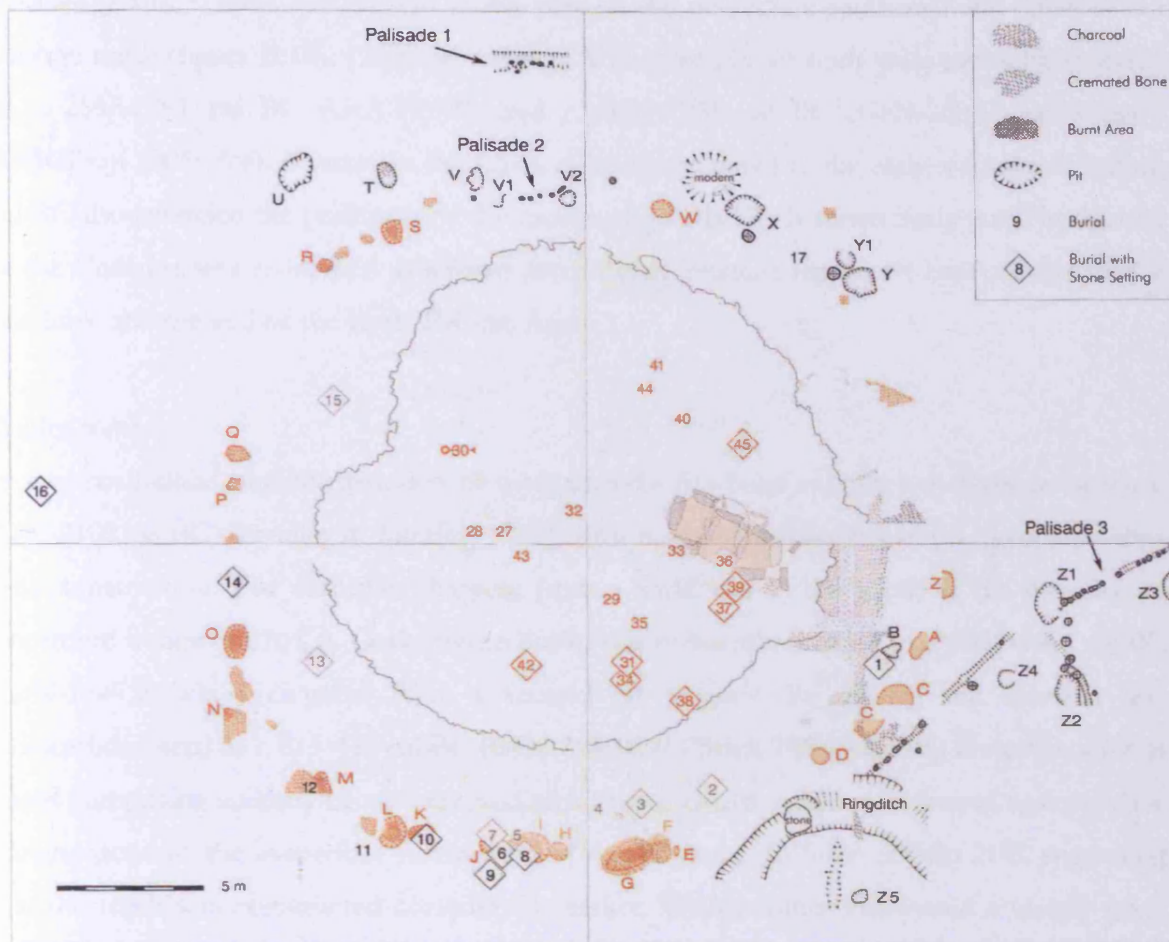 Palisade 1
Charcoal
Cremated Bone
Burnt Area
Pit
9 Burial
8 Burial with
Stone Setting
Palisade 2
U
T
V
V1
V2
modern
W
X
S
R
17
Y1
Y
41
44
40
45
15
Q
P
16
30
32
28
27
43
33
36
39
37
29
35
Palisade 3
Z1
Z3
Z
14
O
13
N
42
31
34
38
B
A
1
C
C
Z4
Z2
D
12
M
2
3
4
Ringditch
stone
L
K
11
10
7
5
I
H
J
6
8
9
F
E
G
Z5
5 m